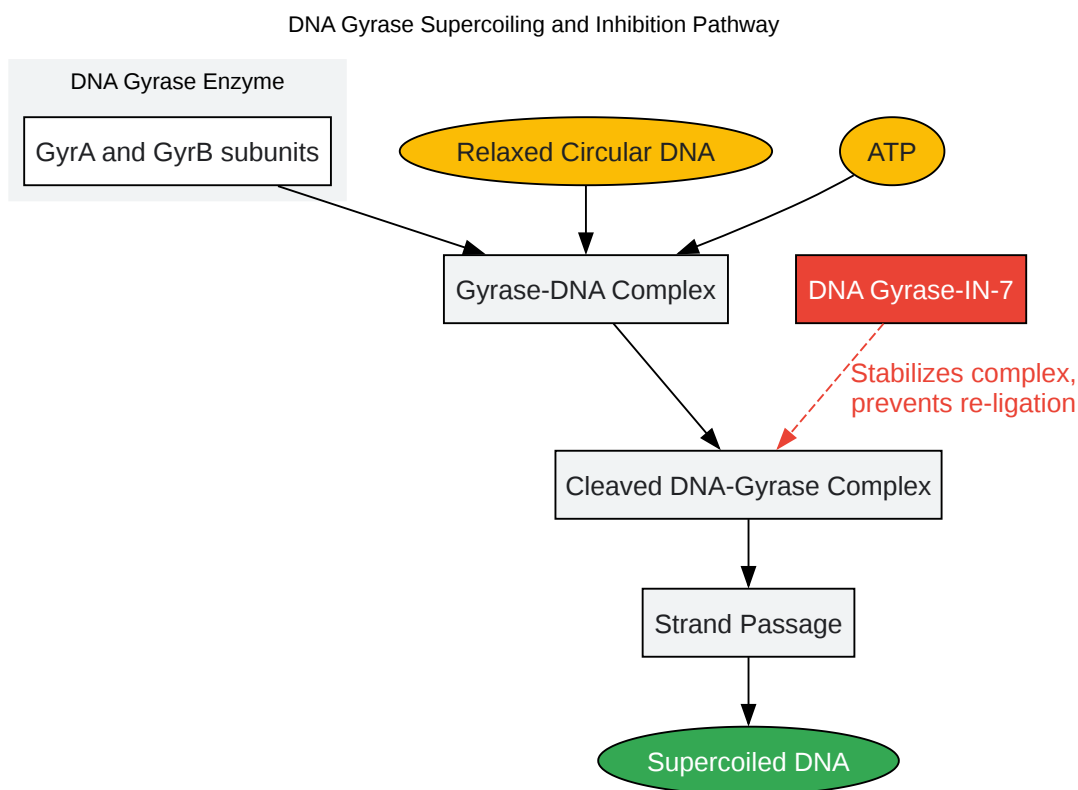 DNA Gyrase Supercoiling and Inhibition Pathway
DNA Gyrase Enzyme
GyrA and GyrB subunits
Relaxed Circular DNA
ATP
Gyrase-DNA Complex
DNA Gyrase-IN-7
Stabilizes complex,
prevents re-ligation
Cleaved DNA-Gyrase Complex
Strand Passage
Supercoiled DNA